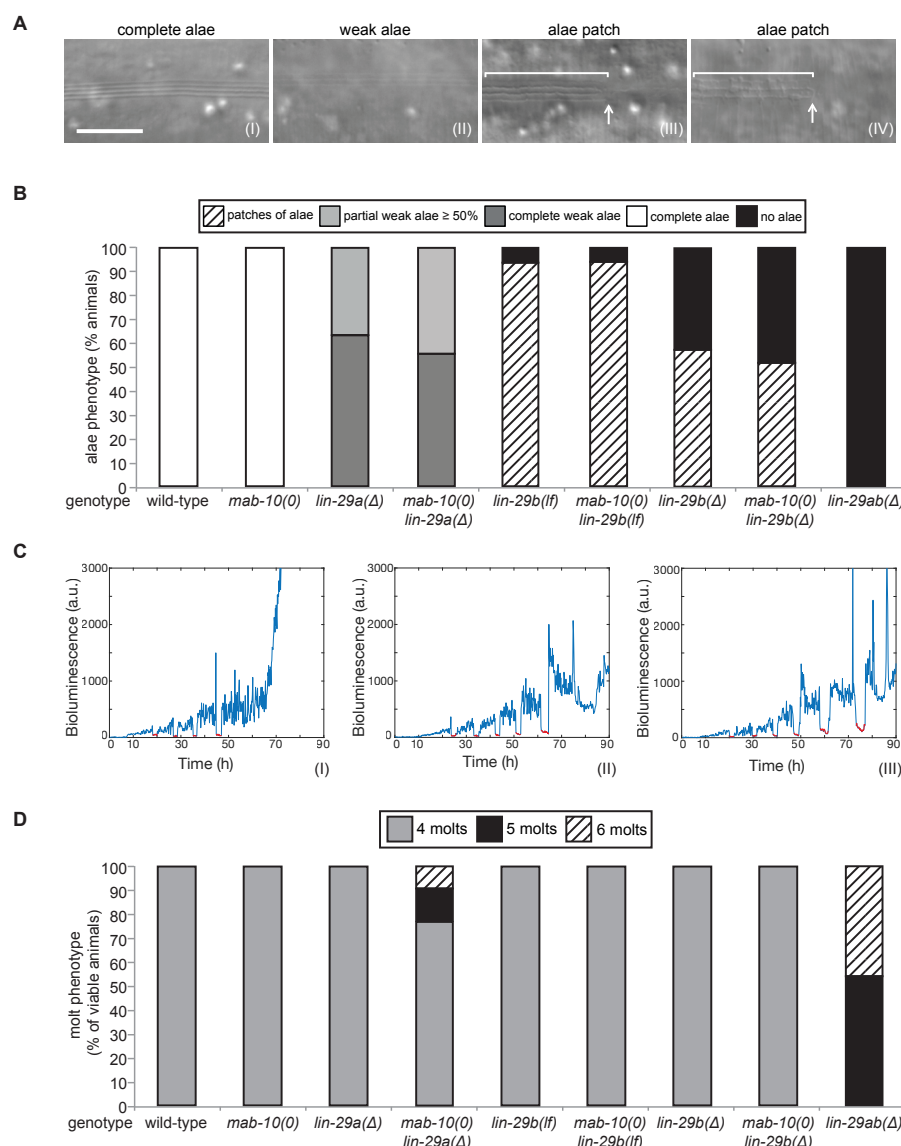 A
complete alae weak alae alae patch alae patch
(I) (II) (III) (IV)
B
patches of alae partial weak alae ≥ 50% complete weak alae complete alae no alae
alae phenotype (% animals)
100
90
80
70
60
50
40
30
20
10
0
genotype wild-type mab-10(0) lin-29a(Δ) mab-10(0) lin-29b(lf) mab-10(0) lin-29b(Δ) mab-10(0) lin-29ab(Δ)
lin-29a(Δ) lin-29b(lf) lin-29b(Δ)
C
Bioluminescence (a.u.)
3000
2000
1000
0
0 10 30 50 70 90
Time (h)
(I)
Bioluminescence (a.u.)
3000
2000
1000
0
0 10 30 50 70 90
Time (h)
(II)
Bioluminescence (a.u.)
3000
2000
1000
0
0 10 30 50 70 90
Time (h)
(III)
D
4 molts 5 molts 6 molts
molt phenotype
(% of viable animals)
100
90
80
70
60
50
40
30
20
10
0
genotype wild-type mab-10(0) lin-29a(Δ) mab-10(0) lin-29b(lf) mab-10(0) lin-29b(Δ) mab-10(0) lin-29ab(Δ)
lin-29a(Δ) lin-29b(lf) lin-29b(Δ)